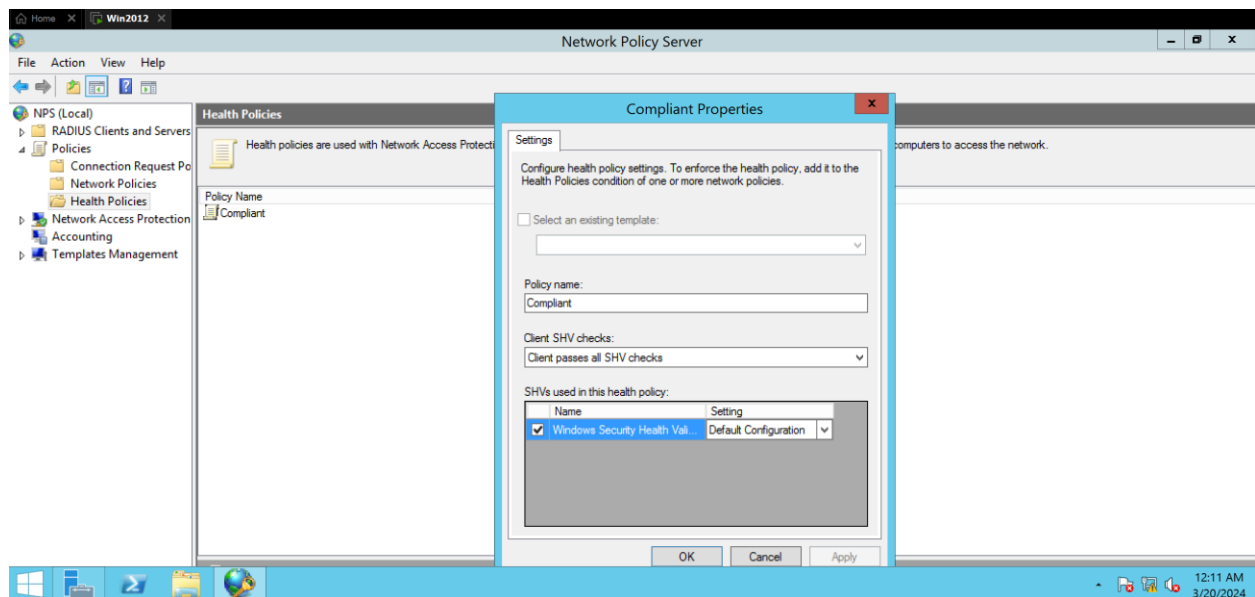 Home
Win2012
Network Policy Server
File Action View Help
NPS (Local)
RADIUS Clients and Servers
Policies
Connection Request Po
Network Policies
Health Policies
Network Access Protection
Accounting
Templates Management
Health Policies
Health policies are used with Network Access Protecti
computers to access the network.
Policy Name
Compliant
Compliant Properties
Settings
Configure health policy settings. To enforce the health policy, add it to the
Health Policies condition of one or more network policies.
Select an existing template:
Policy name:
Compliant
Client SHV checks:
Client passes all SHV checks
SHVs used in this health policy:
Name Setting
Windows Security Health Vali... Default Configuration
OK Cancel Apply
12:11 AM
3/20/2024